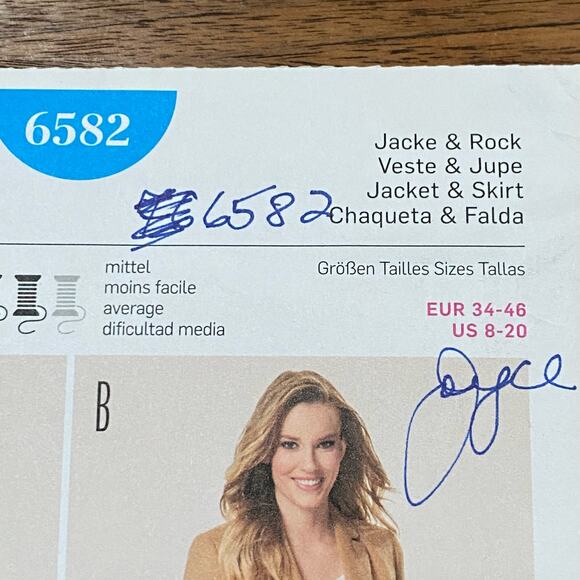 6582
Jacke & Rock
Veste & Jupe
Jacket & Skirt
Chaqueta & Falda
6582
mittel
moins facile
average
dificultad media
Größen Tailles Sizes Tallas
EUR 34-46
US 8-20
Joyce
B